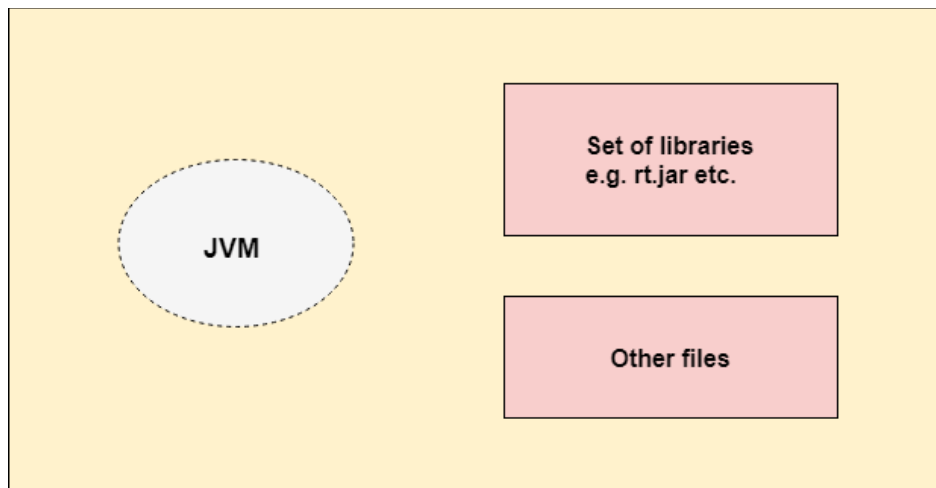 JVM
Set of libraries
e.g. rt.jar etc.
Other files